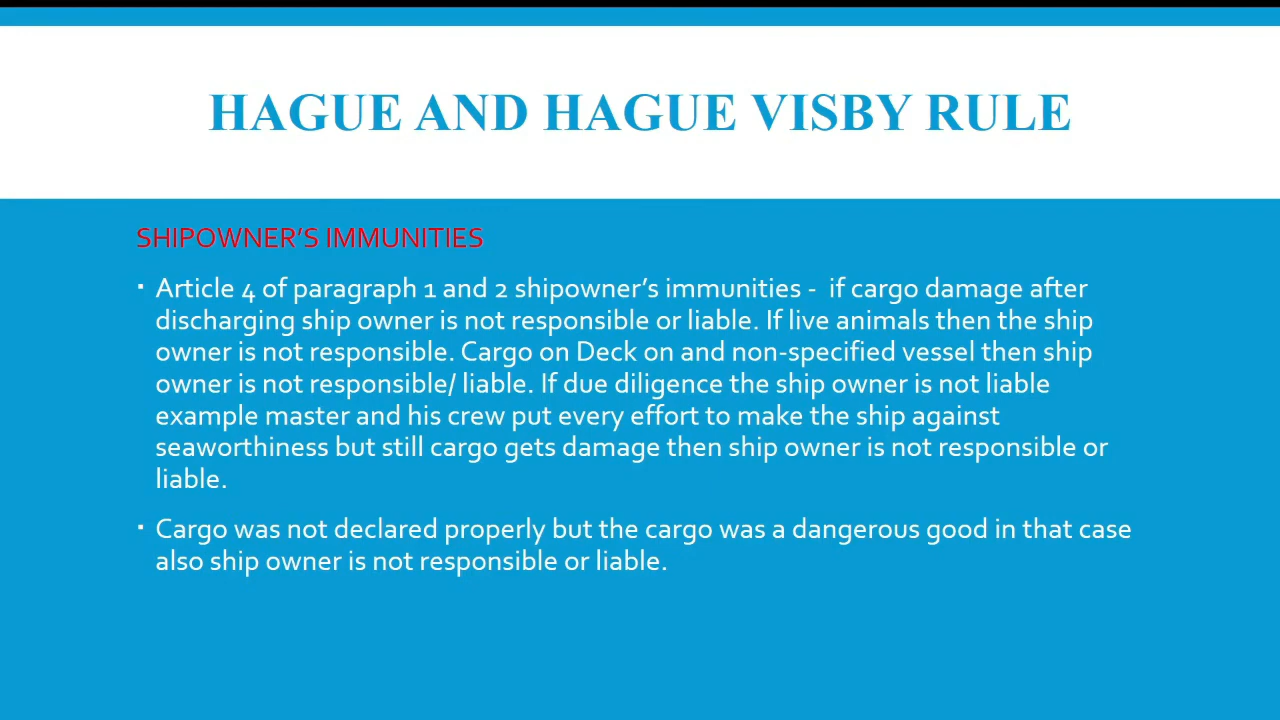 HAGUE AND HAGUE VISBY RULE
SHIPOWNER’S IMMUNITIES
▪ Article 4 of paragraph 1 and 2 shipowner’s immunities - if cargo damage after
discharging ship owner is not responsible or liable. If live animals then the ship
owner is not responsible. Cargo on Deck on and non-specified vessel then ship
owner is not responsible/ liable. If due diligence the ship owner is not liable
example master and his crew put every effort to make the ship against
seaworthiness but still cargo gets damage then ship owner is not responsible or
liable.
▪ Cargo was not declared properly but the cargo was a dangerous good in that case
also ship owner is not responsible or liable.